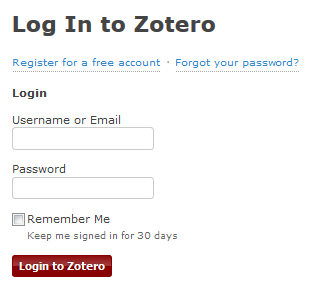 Log In to Zotero
Register for a free account · Forgot your password?
Login
Username or Email
Password
Remember Me
Keep me signed in for 30 days
Login to Zotero